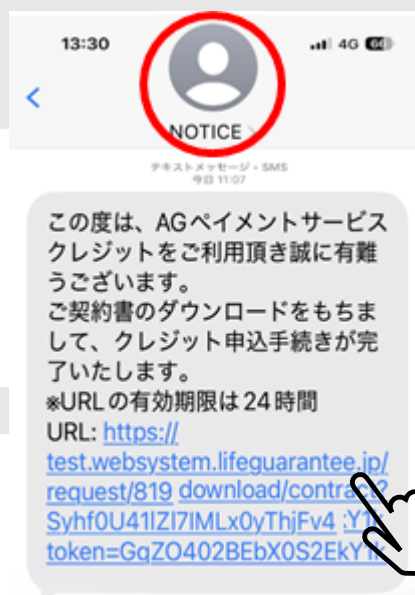 13:30
4G 66
NOTICE
テキストメッセージ・SMS
今日 11:07
この度は、AGペイメントサービス
クレジットをご利用頂き誠に有難
うございます。
ご契約書のダウンロードをもちま
して、クレジット申込手続きが完
了いたします。
※URLの有効期限は24時間
URL: https://
test.websystem.lifeguarantee.jp/
request/819 download/contract?
Syhf0U41IZI7IMLx0yThjFv4
token=GqZO402BEbX0S2EkY1k